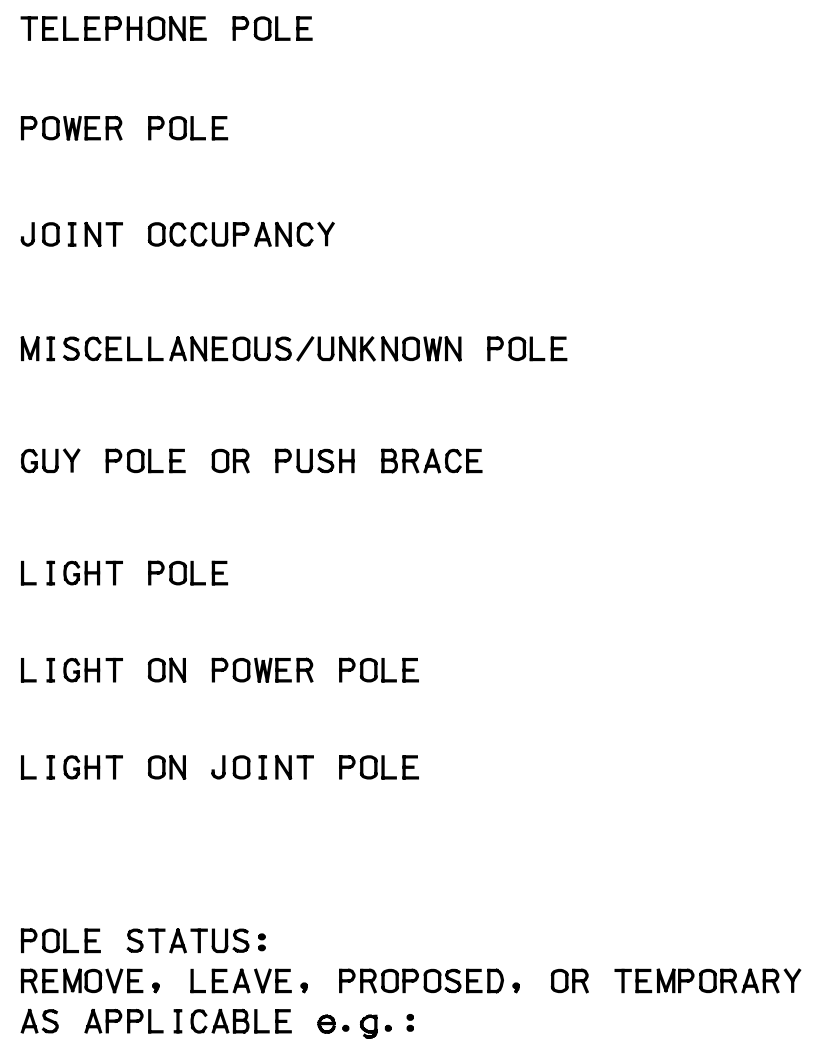 TELEPHONE POLE
POWER POLE
JOINT OCCUPANCY
MISCELLANEOUS/UNKNOWN POLE
GUY POLE OR PUSH BRACE
LIGHT POLE
LIGHT ON POWER POLE
LIGHT ON JOINT POLE
POLE STATUS:
REMOVE, LEAVE, PROPOSED, OR TEMPORARY
AS APPLICABLE e.g.: